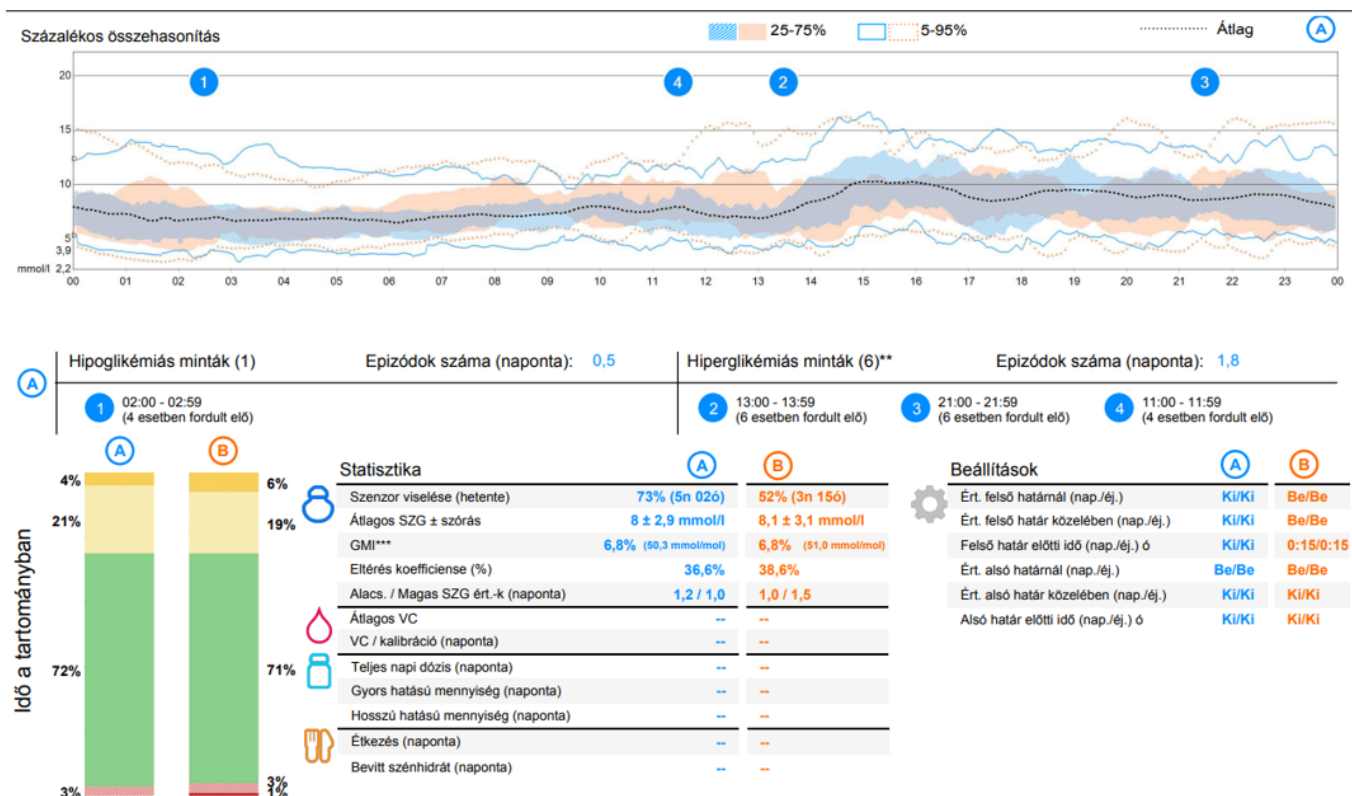 Százalékos összehasonítás
25-75%
5-95%
Átlag
A
20
15
10
5
3,9
mmol/l 2,2
1
4
2
3
00 01 02 03 04 05 06 07 08 09 10 11 12 13 14 15 16 17 18 19 20 21 22 23 00
A
Hipoglikémiás minták (1) Epizódok száma (naponta): 0,5
Hiperglikémiás minták (6)** Epizódok száma (naponta): 1,8
1 02:00 - 02:59
(4 esetben fordult elő)
2 13:00 - 13:59
(6 esetben fordult elő)
3 21:00 - 21:59
(6 esetben fordult elő)
4 11:00 - 11:59
(4 esetben fordult elő)
Idő a tartományban
A B
4% 6%
21% 19%
72% 71%
3% 3%
1%
Statisztika A B
Szenzor viselése (hetente) 73% (5n 02ó) 52% (3n 15ó)
Átlagos SZG ± szórás 8 ± 2,9 mmol/l 8,1 ± 3,1 mmol/l
GMI*** 6,8% (50,3 mmol/mol) 6,8% (51,0 mmol/mol)
Eltérés koefficiense (%) 36,6% 38,6%
Alacs. / Magas SZG ért.-k (naponta) 1,2 / 1,0 1,0 / 1,5
Átlagos VC -- --
VC / kalibráció (naponta) -- --
Teljes napi dózis (naponta) -- --
Gyors hatású mennyiség (naponta) -- --
Hosszú hatású mennyiség (naponta) -- --
Étkezés (naponta) -- --
Bevitt szénhidrát (naponta) -- --
Beállítások A B
Ért. felső határnál (nap./éj.) Ki/Ki Be/Be
Ért. felső határ közelében (nap./éj.) Ki/Ki Be/Be
Felső határ előtti idő (nap./éj.) ó Ki/Ki 0:15/0:15
Ért. alsó határnál (nap./éj.) Be/Be Be/Be
Ért. alsó határ közelében (nap./éj.) Ki/Ki Ki/Ki
Alsó határ előtti idő (nap./éj.) ó Ki/Ki Ki/Ki